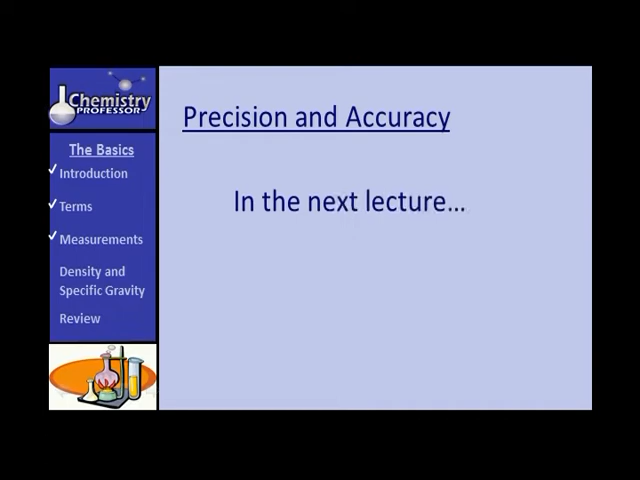 Chemistry
PROFESSOR
The Basics
Introduction
Terms
Measurements
Density and
Specific Gravity
Review
Precision and Accuracy
In the next lecture...